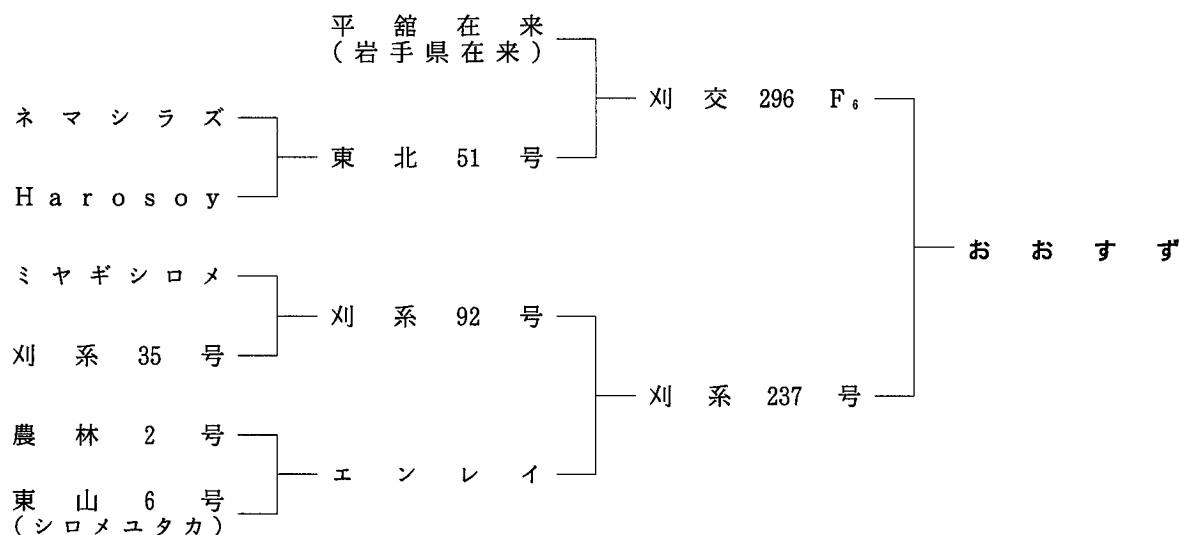 平舘在来
(岩手県在来)
刈交 296 F₆
ネマシラズ
東北 51 号
Harosoy
おおすず
ミヤギシロメ
刈系 92 号
刈系 35 号
刈系 237 号
農林 2 号
エンレイ
東山 6 号
(シロメユタカ)